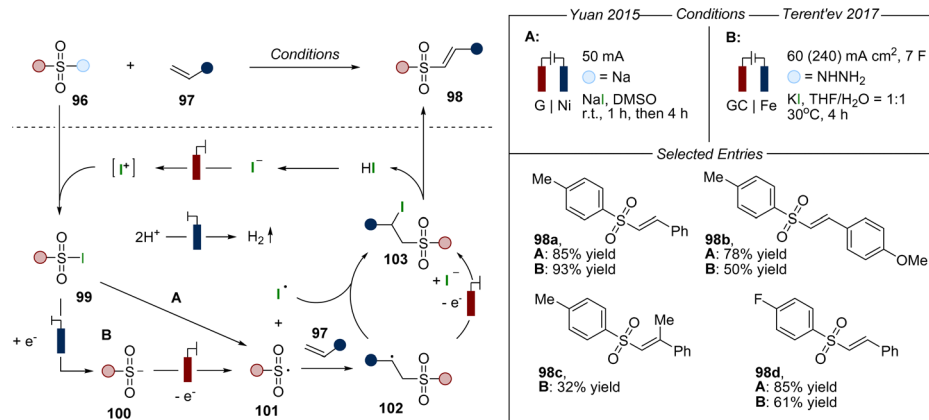 O
S
O
96
+
97
Conditions
O
S
O
98
[I⁺]
I⁻
HI
2H⁺
H₂↑
O
S
I
O
99
A
+ e⁻
B
O
S
−
O
100
- e⁻
O
S
•
O
101
I•
+
97
•
O
S
O
102
+ I⁻
- e⁻
I
O
S
O
103
Yuan 2015
Conditions
Terent'ev 2017
A:
G | Ni
50 mA
= Na
NaI, DMSO
r.t., 1 h, then 4 h
B:
GC | Fe
60 (240) mA cm², 7 F
= NHNH₂
KI, THF/H₂O = 1:1
30°C, 4 h
Selected Entries
Me
O
S
O
Ph
98a,
A: 85% yield
B: 93% yield
Me
O
S
O
OMe
98b,
A: 78% yield
B: 50% yield
Me
O
S
O
Me
Ph
98c,
B: 32% yield
F
O
S
O
Ph
98d,
A: 85% yield
B: 61% yield